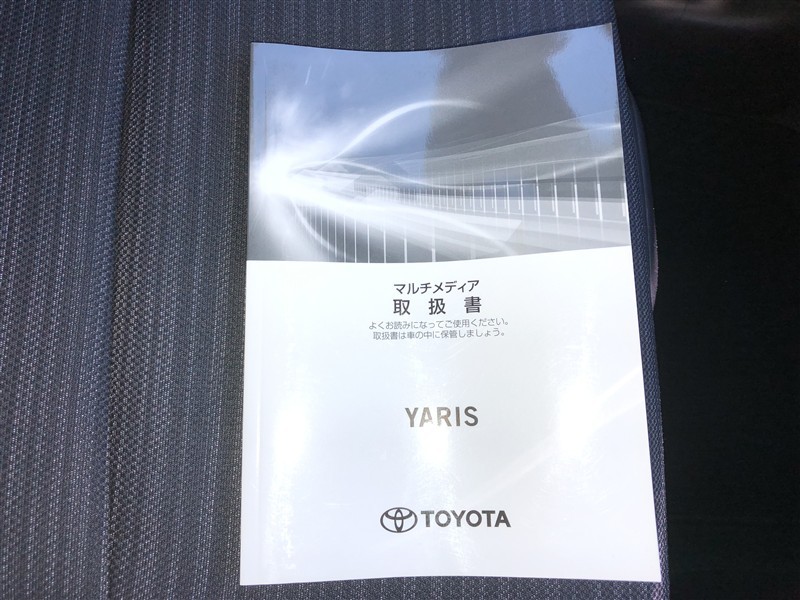 マルチメディア
取扱書
よくお読みになってご使用ください。
取扱書は車の中に保管しましょう。
YARIS
TOYOTA